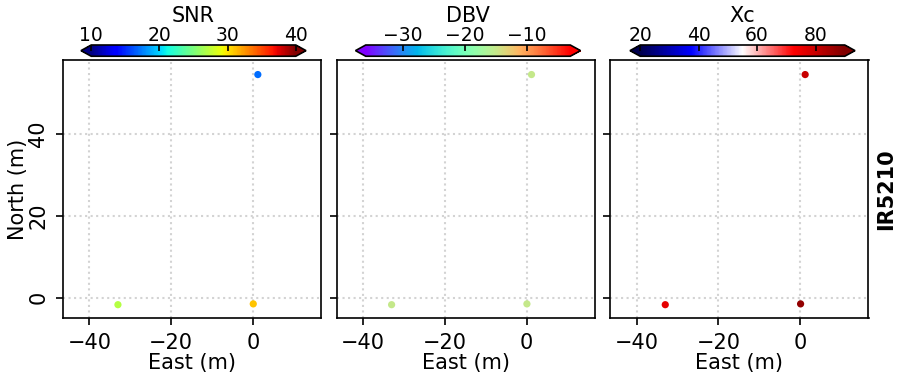 SNR DBV Xc
10 20 30 40 −30 −20 −10 20 40 60 80
North (m)
40
20
0
−40 −20 0 −40 −20 0 −40 −20 0
East (m) East (m) East (m)
IR5210